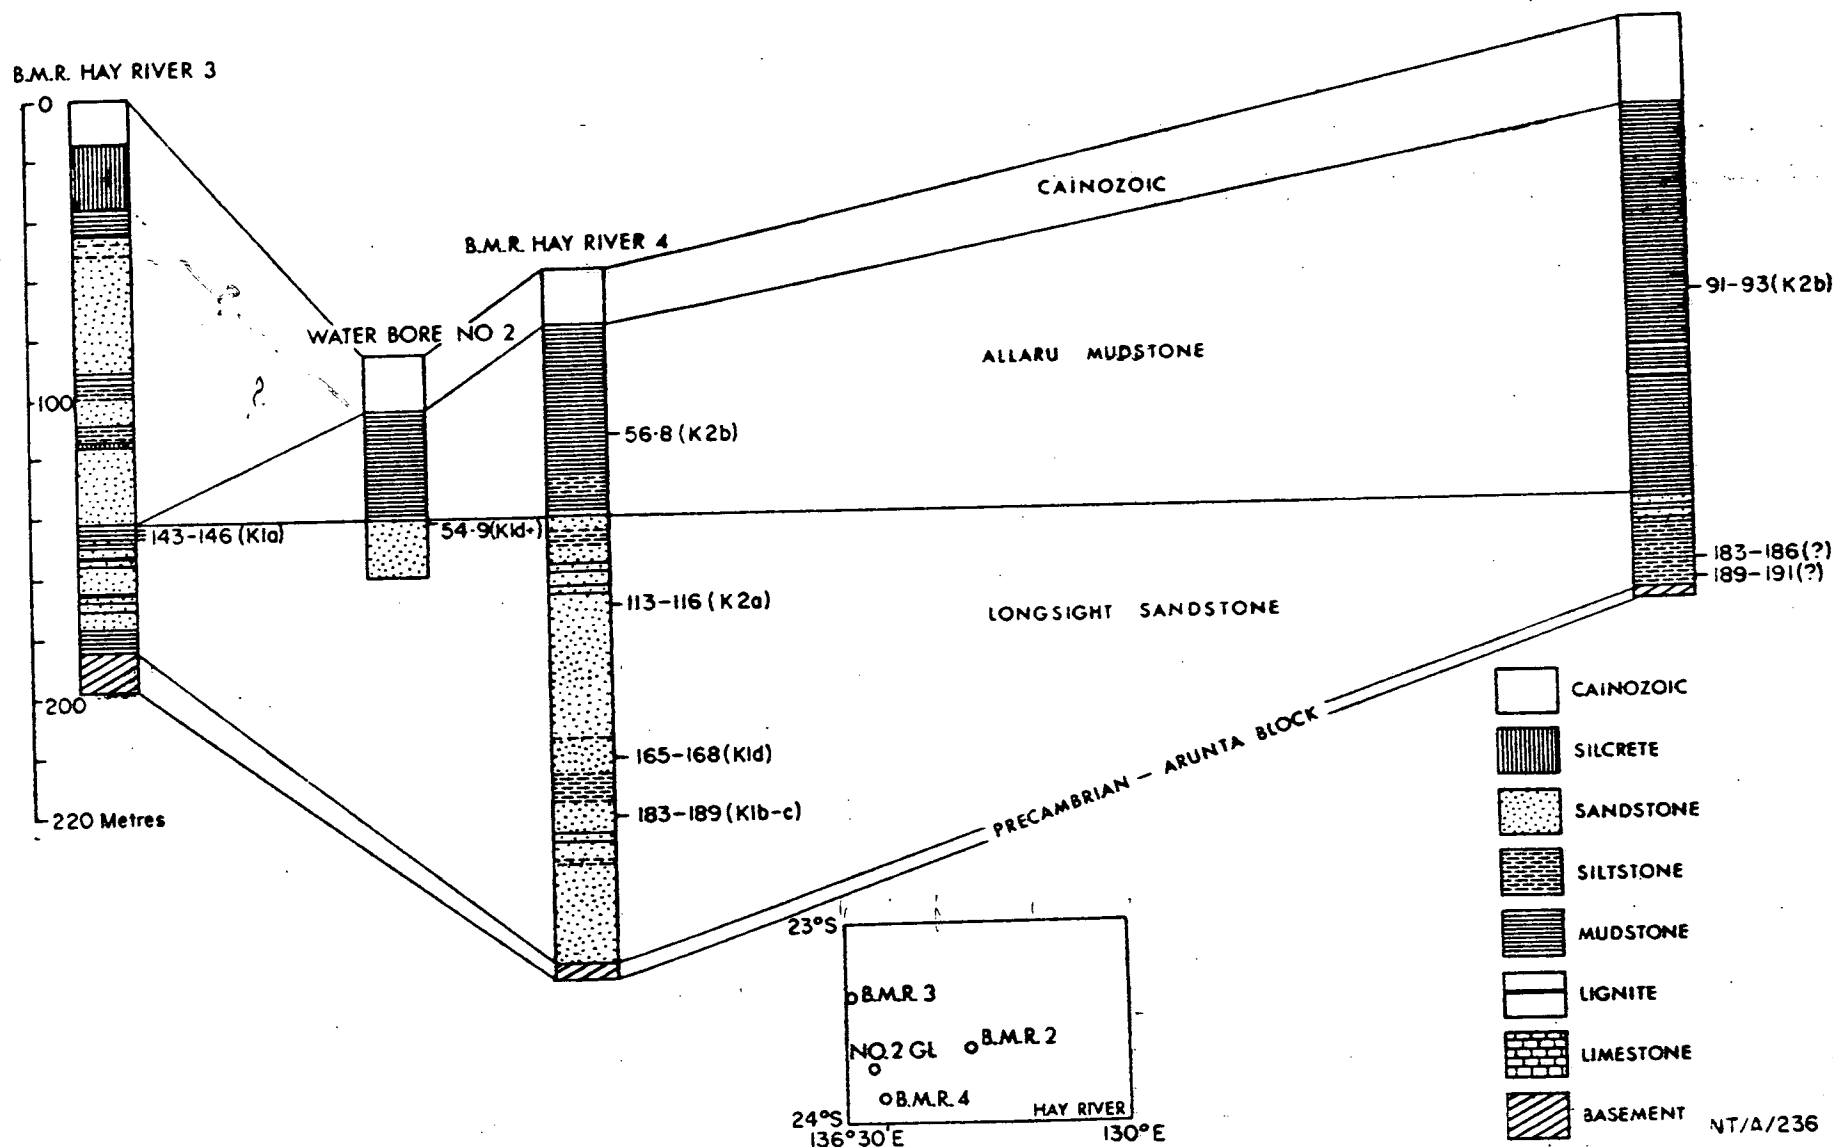 B.M.R. HAY RIVER 3
0
100
200
220 Metres
143-146 (K1a)
WATER BORE NO 2
54·9(K1d+)
B.M.R. HAY RIVER 4
56·8 (K2b)
113-116 (K2a)
165-168 (K1d)
183-189 (K1b-c)
CAINOZOIC
ALLARU MUDSTONE
LONGSIGHT SANDSTONE
PRECAMBRIAN - ARUNTA BLOCK
91-93(K2b)
183-186(?)
189-191(?)
?
?
23°S
B.M.R. 3
NO.2 GL
B.M.R. 2
B.M.R. 4
HAY RIVER
24°S
136°30'E
130°E
CAINOZOIC
SILCRETE
SANDSTONE
SILTSTONE
MUDSTONE
LIGNITE
LIMESTONE
BASEMENT
NT/A/236